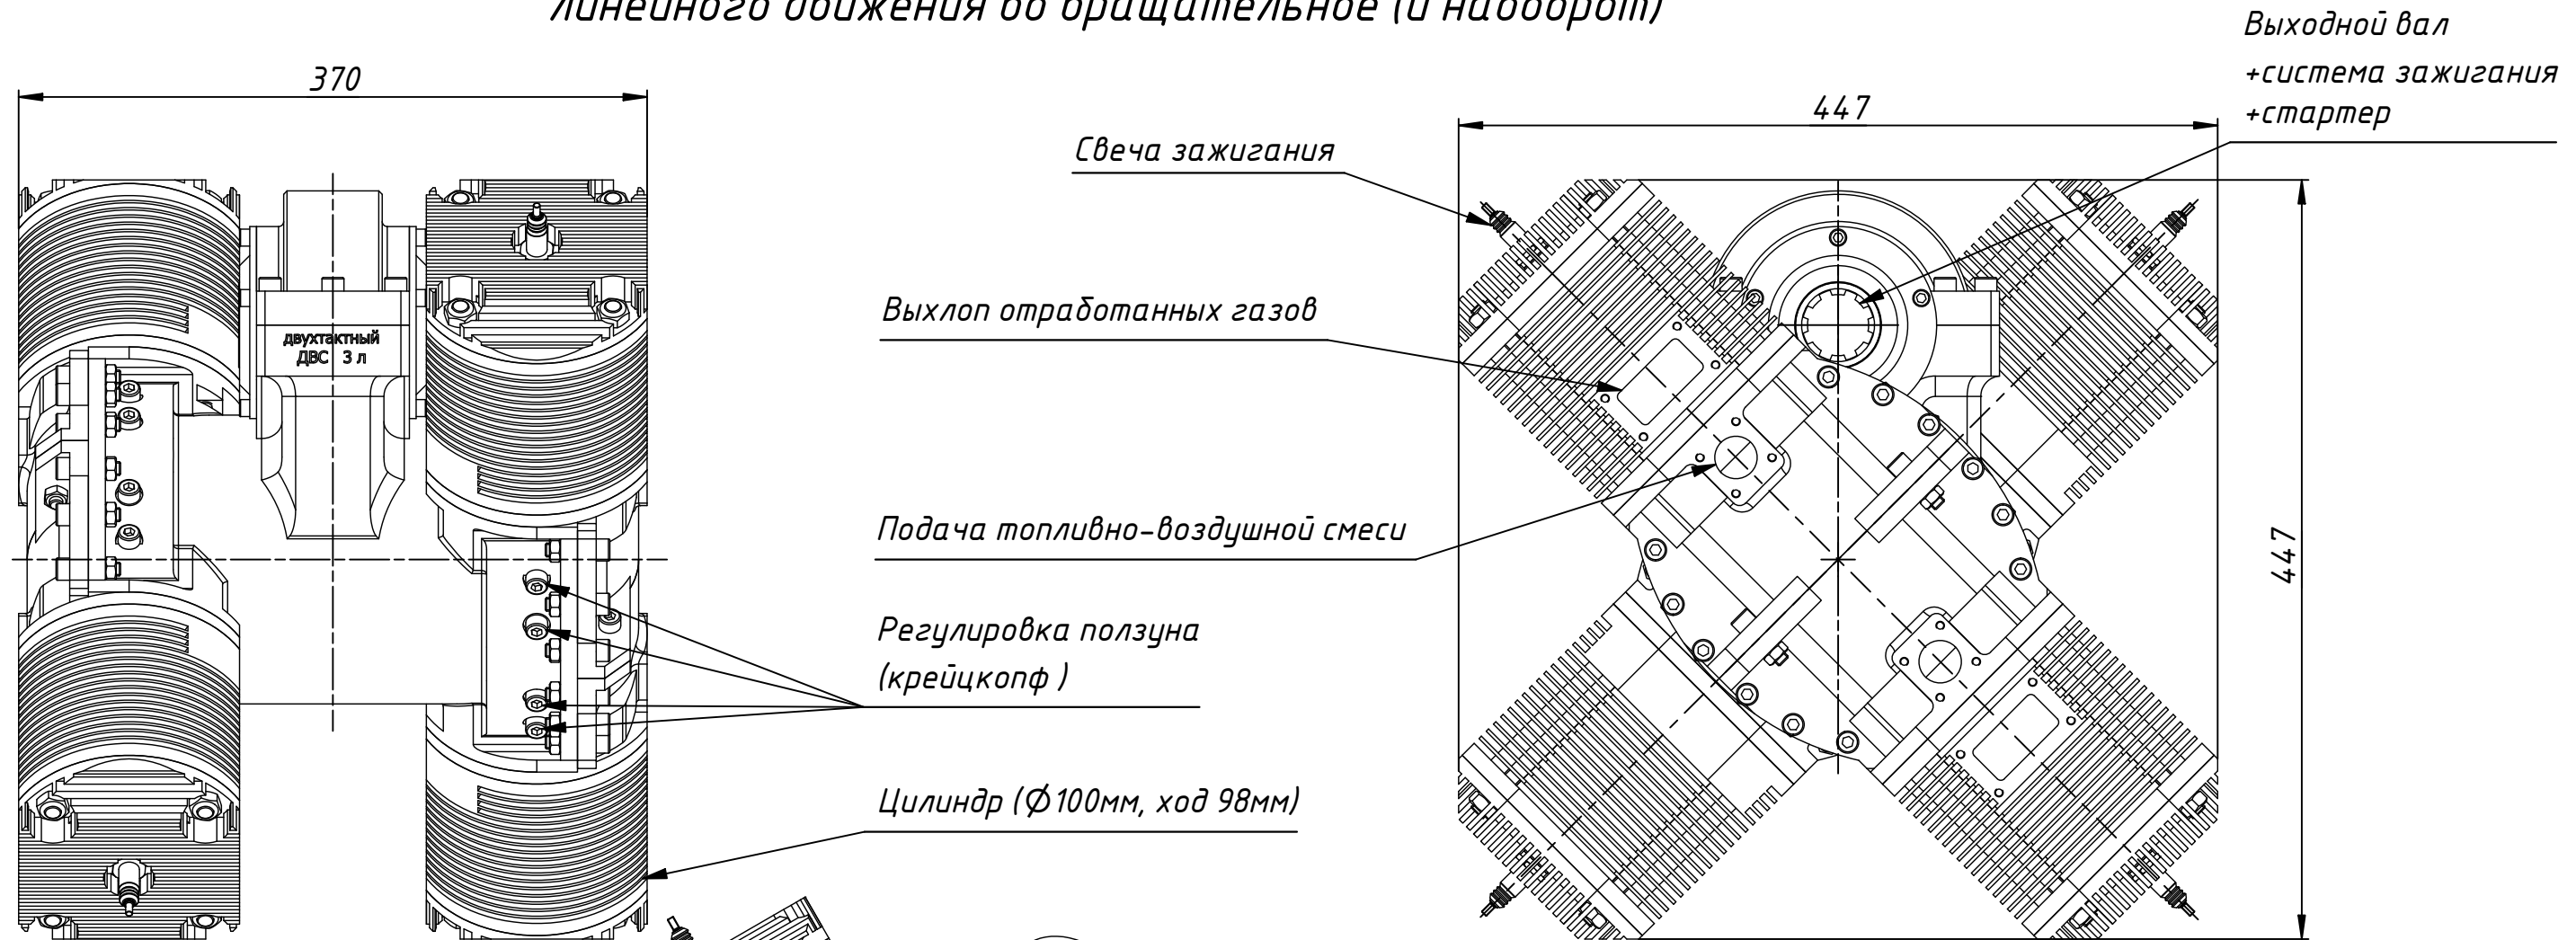 линейного движения во вращательное (и наоборот)
Выходной вал
+система зажигания
+стартер
370
447
Свеча зажигания
Выхлоп отработанных газов
двухтактный
ДВС 3 л
Подача топливно-воздушной смеси
447
Регулировка ползуна
(крейцкопф )
Цилиндр (Ф100мм, ход 98мм)